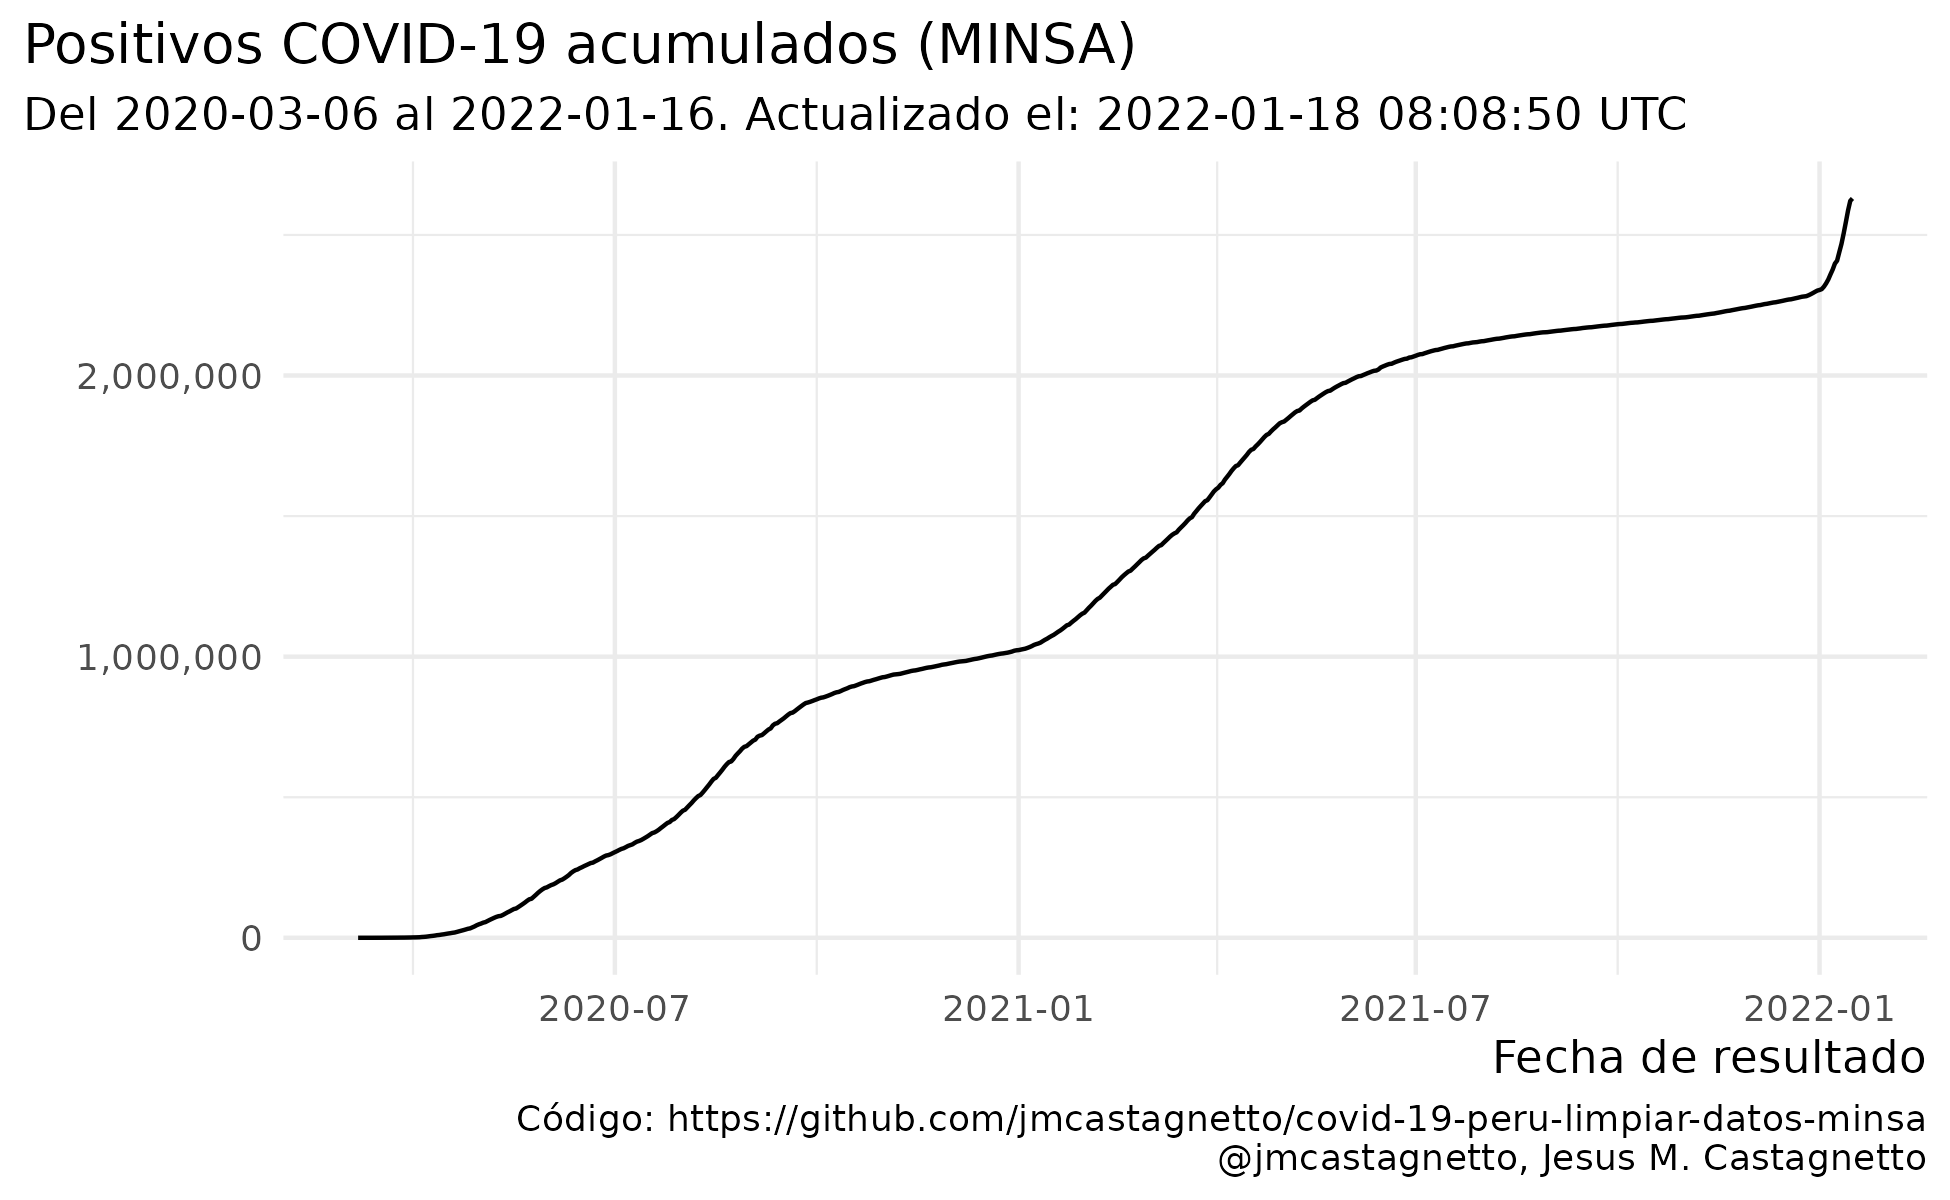 Positivos COVID-19 acumulados (MINSA)
Del 2020-03-06 al 2022-01-16. Actualizado el: 2022-01-18 08:08:50 UTC
2,000,000
1,000,000
0
2020-07 2021-01 2021-07 2022-01
Fecha de resultado
Código: https://github.com/jmcastagnetto/covid-19-peru-limpiar-datos-minsa
@jmcastagnetto, Jesus M. Castagnetto